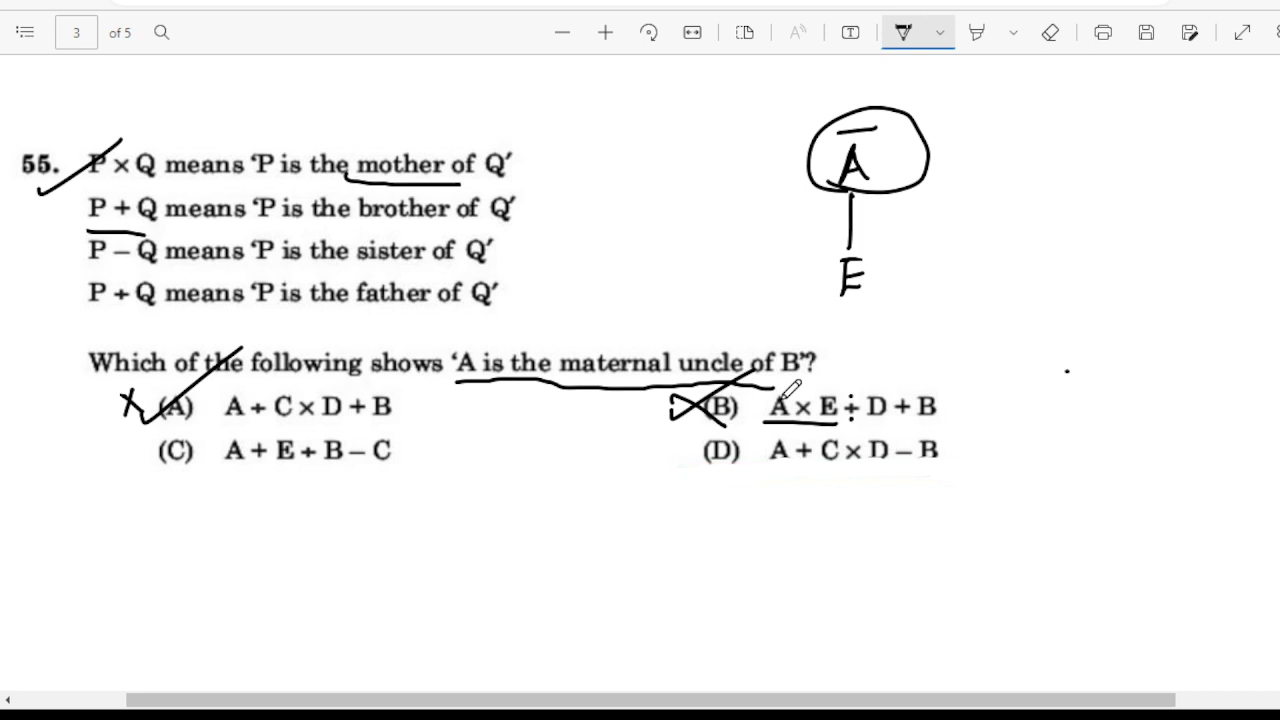 3 of 5
A
E
55. P × Q means ‘P is the mother of Q’
P + Q means ‘P is the brother of Q’
P – Q means ‘P is the sister of Q’
P + Q means ‘P is the father of Q’
Which of the following shows ‘A is the maternal uncle of B’?
(A) A + C × D + B
(B) A × E ÷ D + B
(C) A + E + B – C
(D) A + C × D – B